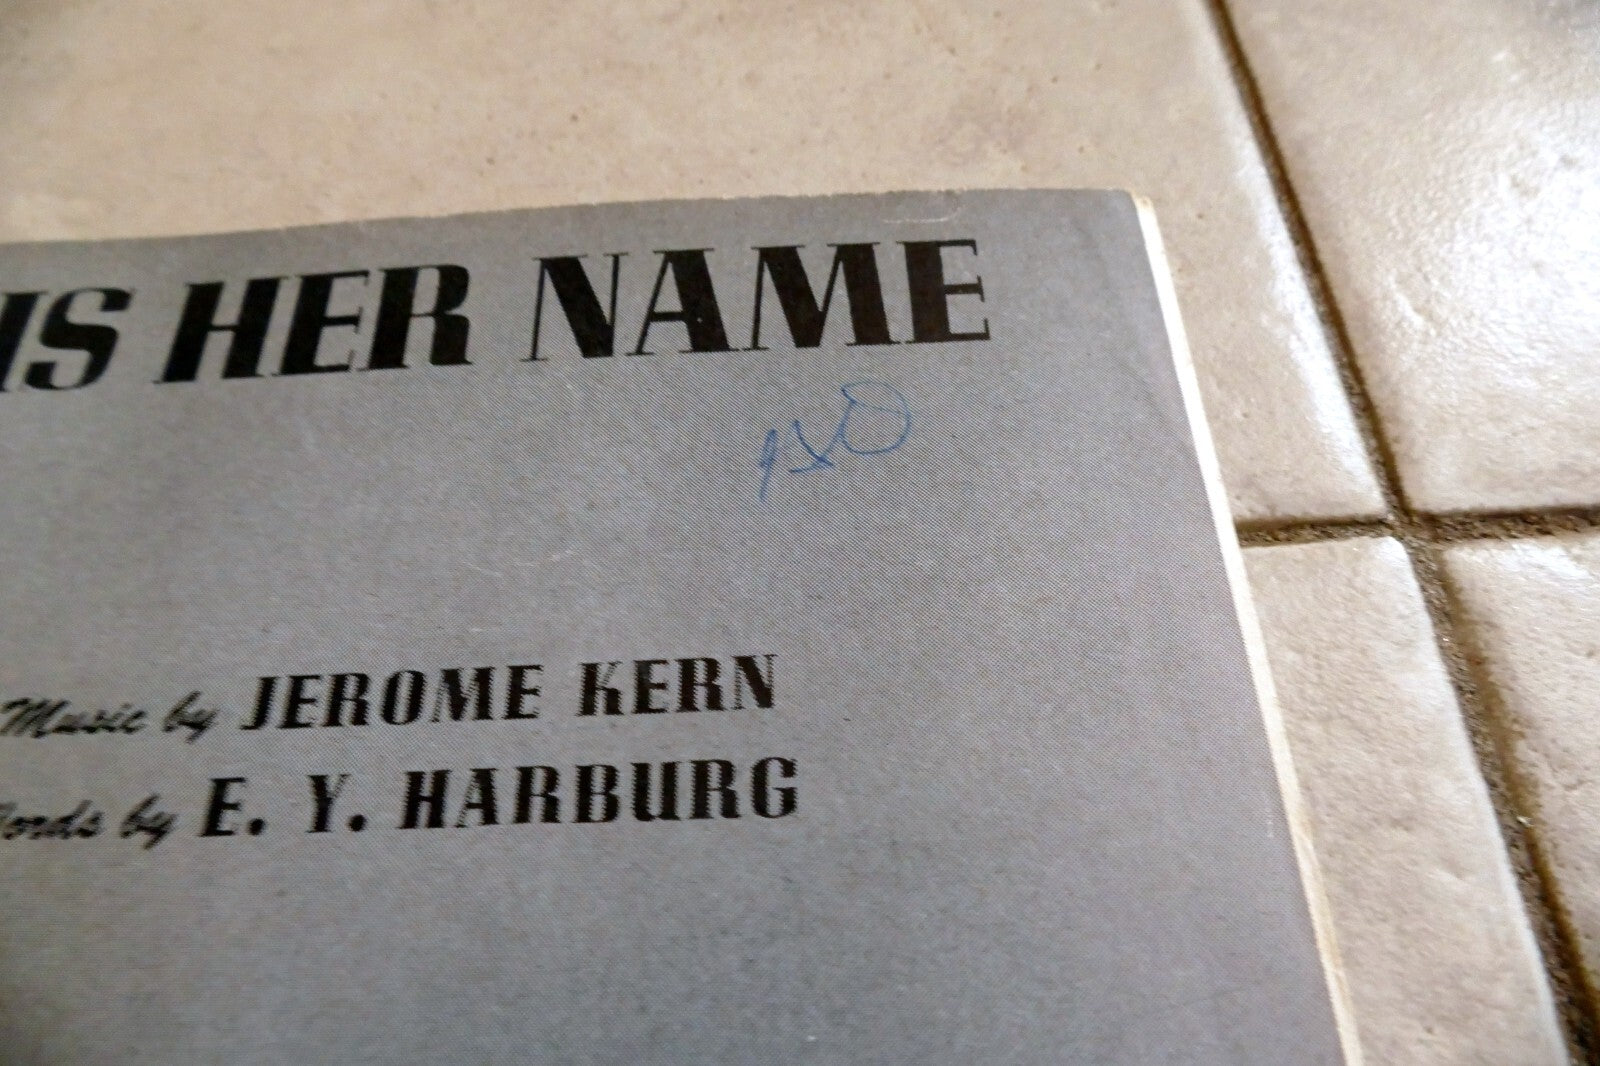 IS HER NAME
Music by JEROME KERN
Words by E. Y. HARBURG